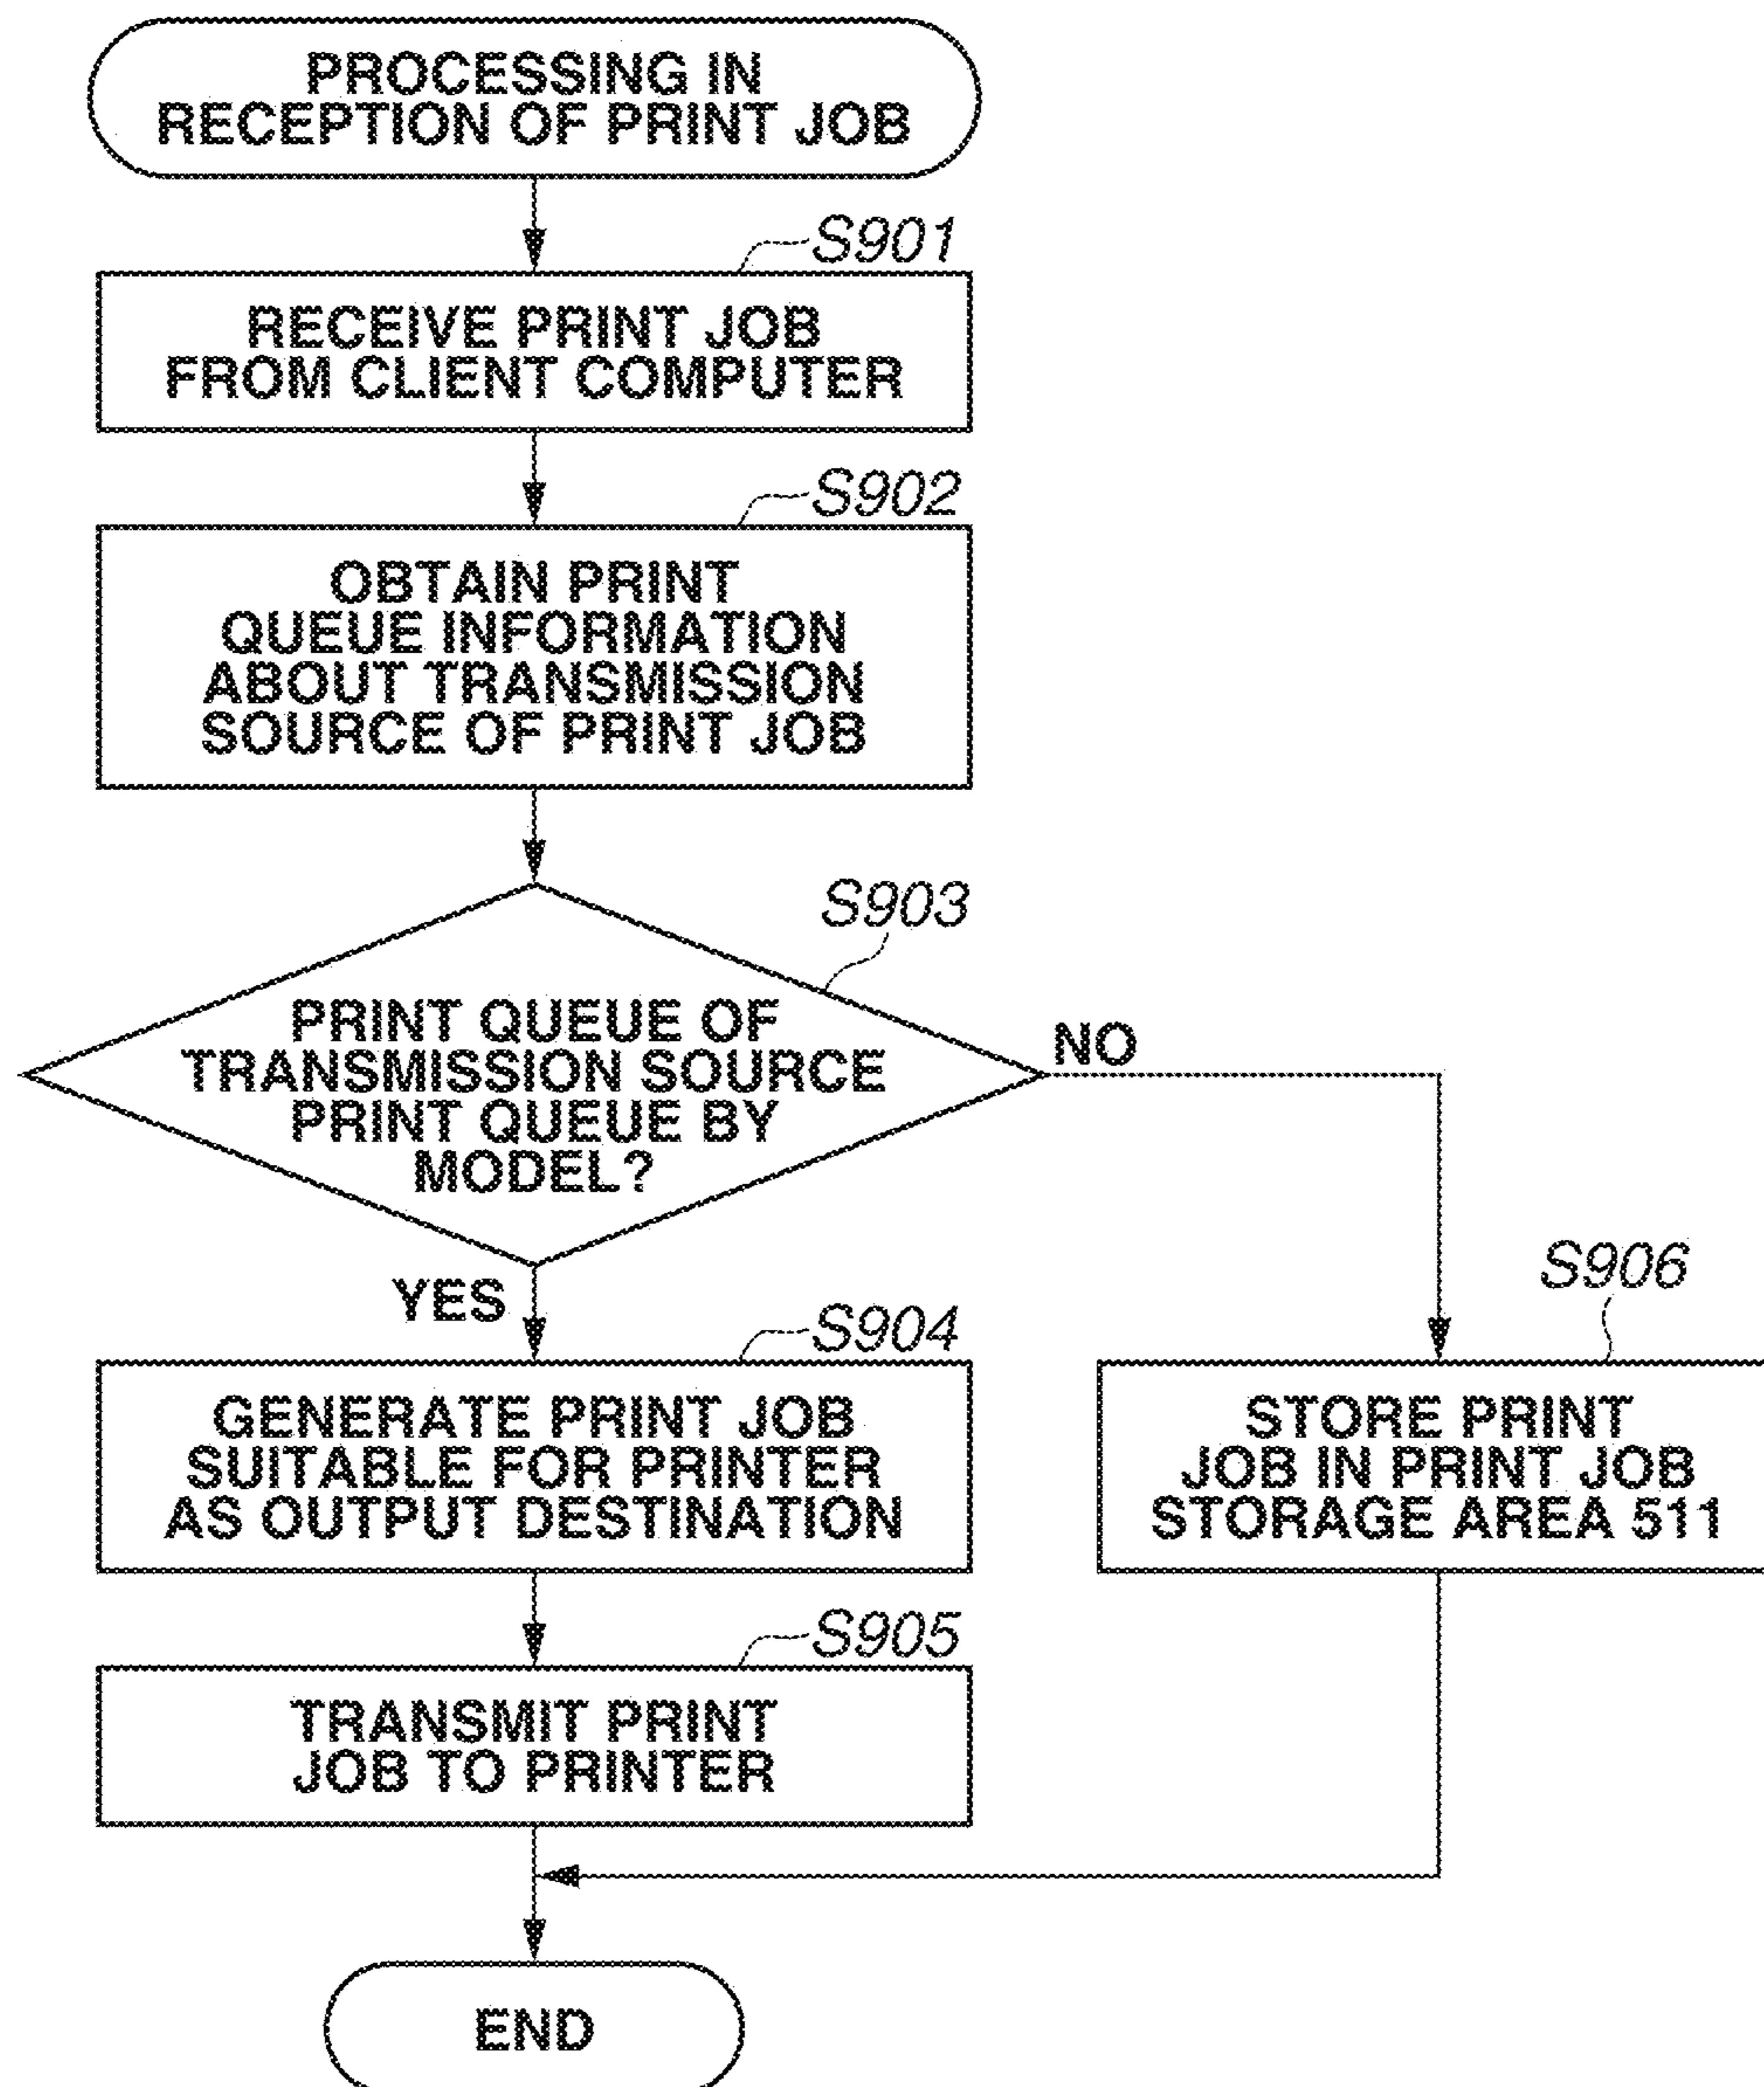 PROCESSING IN
RECEPTION OF PRINT JOB
S901
RECEIVE PRINT JOB
FROM CLIENT COMPUTER
S902
OBTAIN PRINT
QUEUE INFORMATION
ABOUT TRANSMISSION
SOURCE OF PRINT JOB
S903
PRINT QUEUE OF
TRANSMISSION SOURCE
PRINT QUEUE BY
MODEL?
NO
YES
S904
GENERATE PRINT JOB
SUITABLE FOR PRINTER
AS OUTPUT DESTINATION
S906
STORE PRINT
JOB IN PRINT JOB
STORAGE AREA 511
S905
TRANSMIT PRINT
JOB TO PRINTER
END